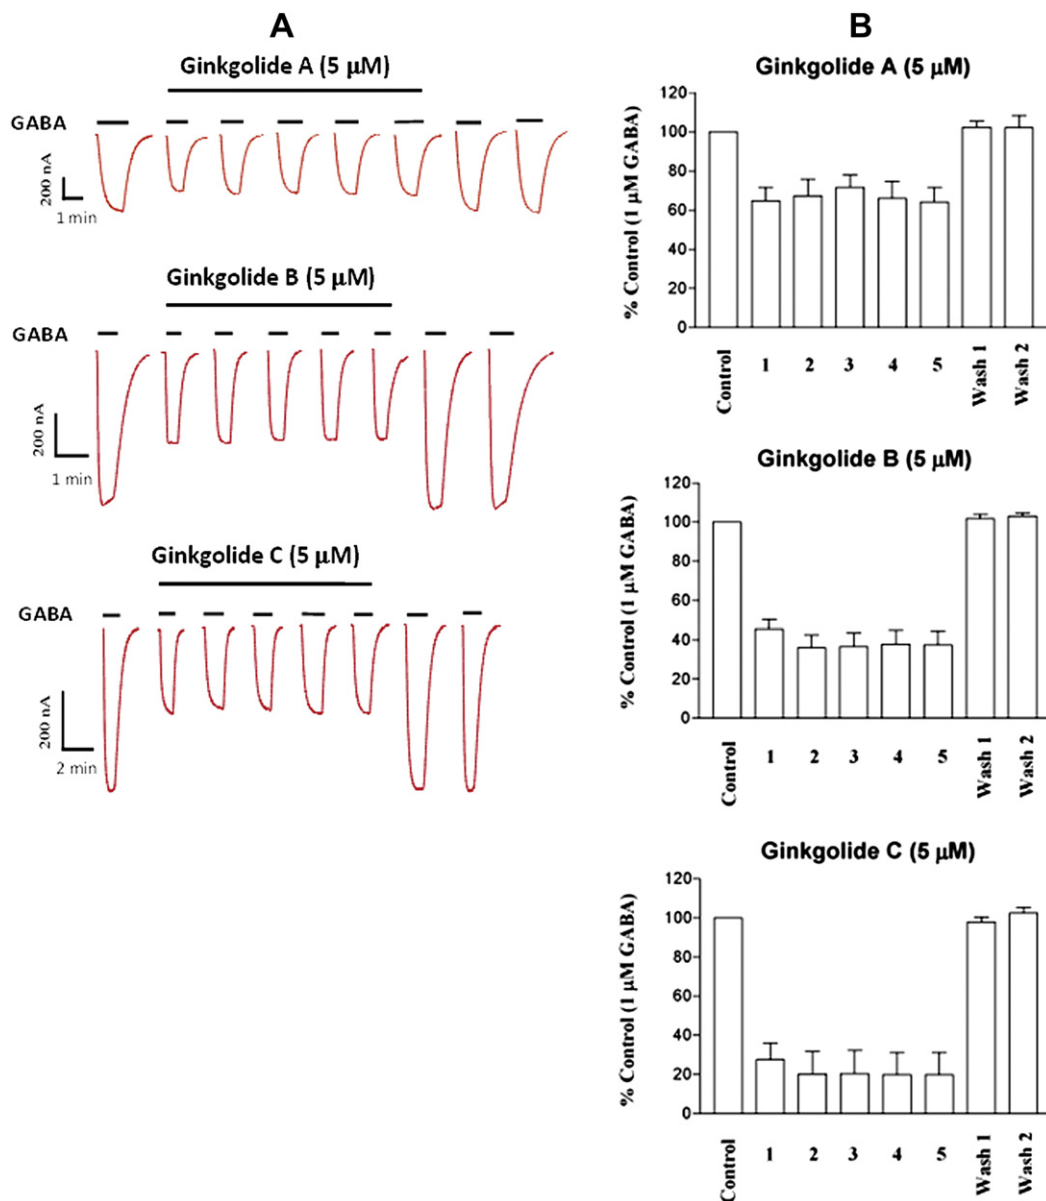 A
Ginkgolide A (5 μM)
GABA
200 nA
1 min
Ginkgolide B (5 μM)
GABA
200 nA
1 min
Ginkgolide C (5 μM)
GABA
200 nA
2 min
B
Ginkgolide A (5 μM)
% Control (1 μM GABA)
120
100
80
60
40
20
0
Control
1
2
3
4
5
Wash 1
Wash 2
Ginkgolide B (5 μM)
% Control (1 μM GABA)
120
100
80
60
40
20
0
Control
1
2
3
4
5
Wash 1
Wash 2
Ginkgolide C (5 μM)
% Control (1 μM GABA)
120
100
80
60
40
20
0
Control
1
2
3
4
5
Wash 1
Wash 2